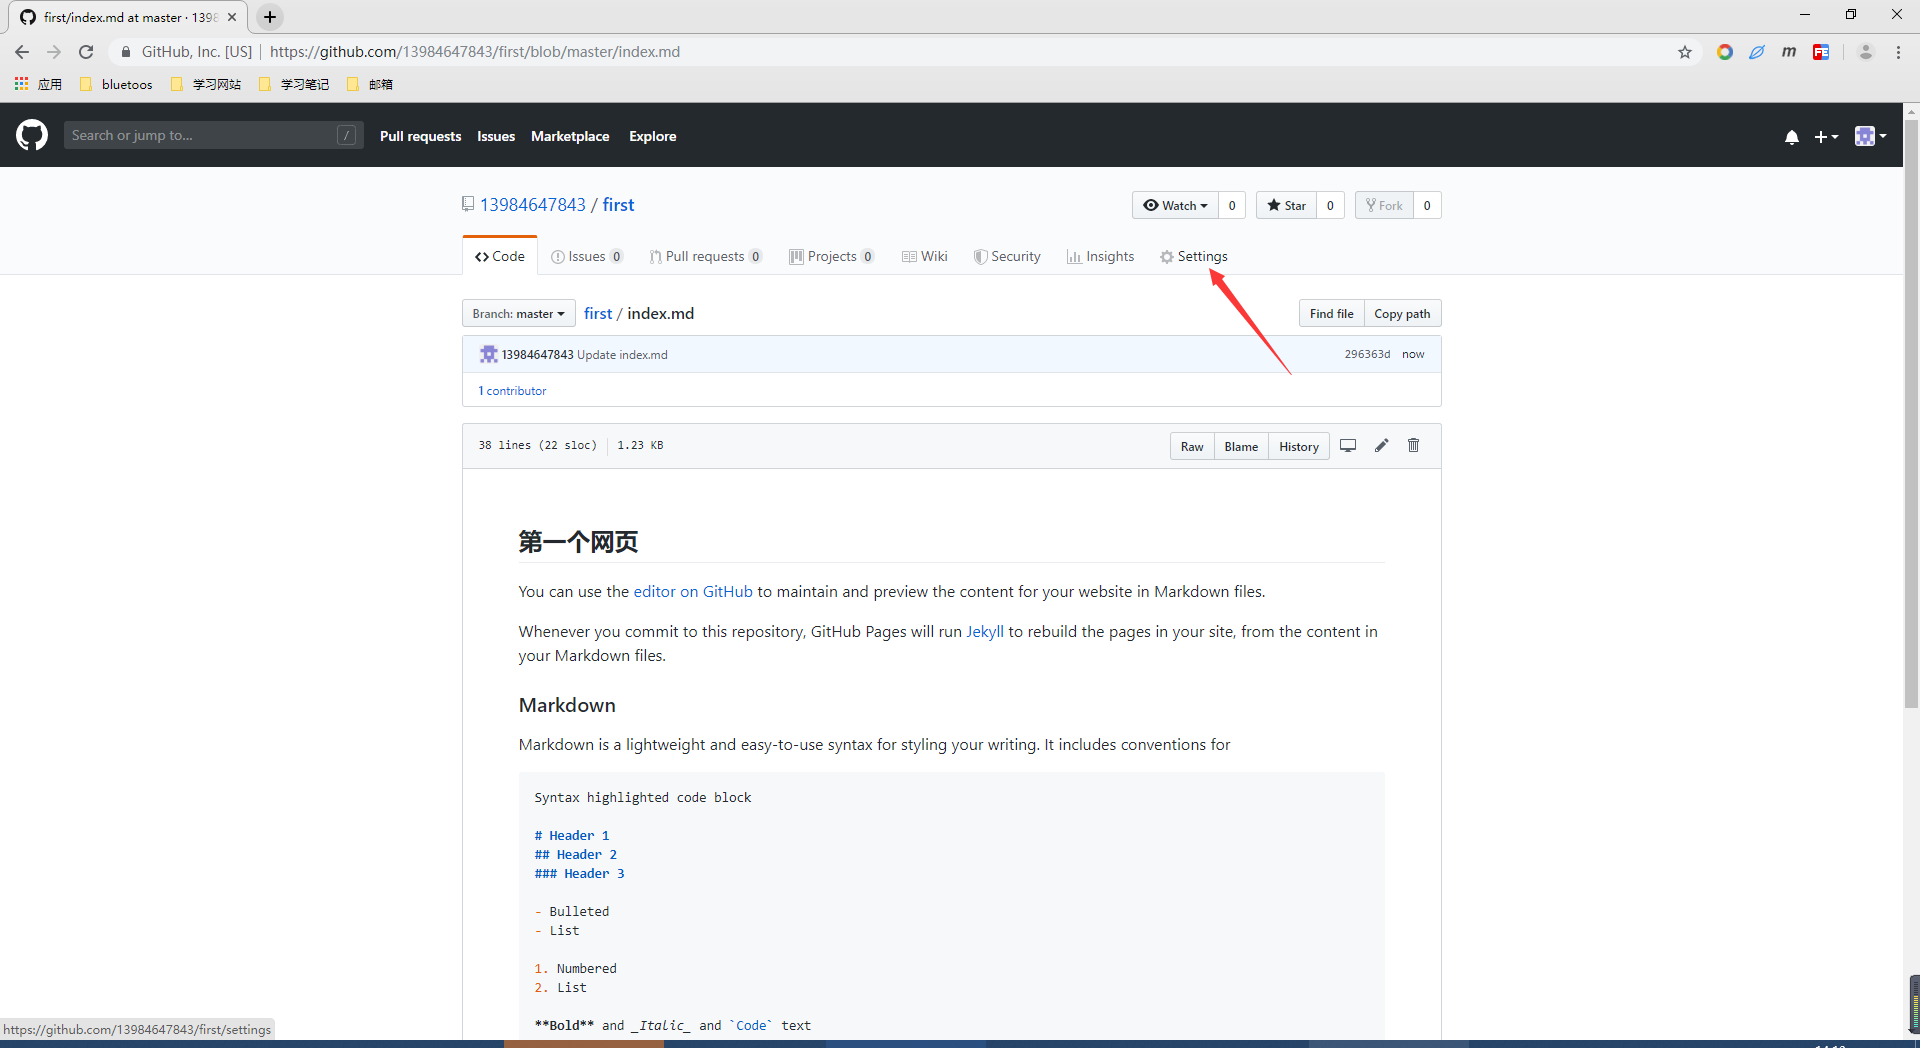 first/index.md at master · 1398
GitHub, Inc. [US] | https://github.com/13984647843/first/blob/master/index.md
应用 bluetoos 学习网站 学习笔记 邮箱
Search or jump to... / Pull requests Issues Marketplace Explore
13984647843 / first Watch 0 Star 0 Fork 0
Code Issues 0 Pull requests 0 Projects 0 Wiki Security Insights Settings
Branch: master first / index.md Find file Copy path
13984647843 Update index.md 296363d now
1 contributor
38 lines (22 sloc) 1.23 KB Raw Blame History
第一个网页
You can use the editor on GitHub to maintain and preview the content for your website in Markdown files.
Whenever you commit to this repository, GitHub Pages will run Jekyll to rebuild the pages in your site, from the content in
your Markdown files.
Markdown
Markdown is a lightweight and easy-to-use syntax for styling your writing. It includes conventions for
Syntax highlighted code block
# Header 1
## Header 2
### Header 3
- Bulleted
- List
1. Numbered
2. List
**Bold** and _Italic_ and `Code` text
https://github.com/13984647843/first/settings